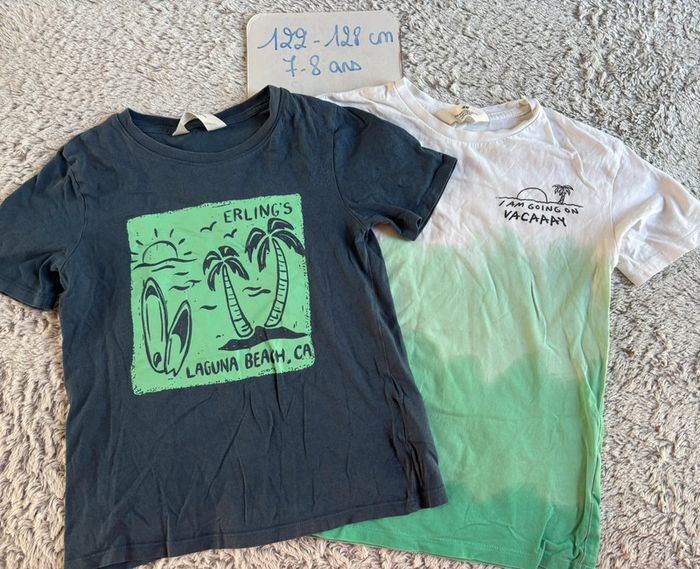 122-128 cm
7-8 ans
ERLING'S
LAGUNA BEACH, CA
I AM GOING ON
VACAAAY